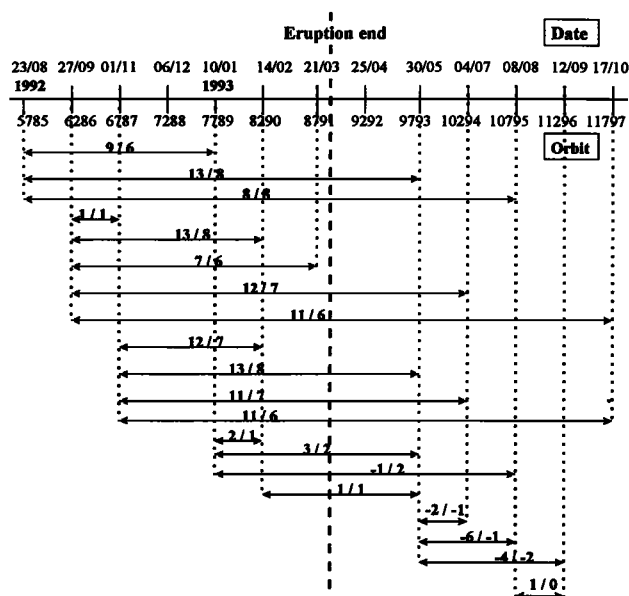 Eruption end Date
23/08 27/09 01/11 06/12 10/01 14/02 21/03 25/04 30/05 04/07 08/08 12/09 17/10
1992 1993
5785 6286 6787 7288 7789 8290 8791 9292 9793 10294 10795 11296 11797
Orbit
9 / 6
13 / 8
8 / 8
1 / 1
13 / 8
7 / 6
12 / 7
11 / 6
12 / 7
13 / 8
11 / 7
11 / 6
2 / 1
3 / 2
-1 / 2
1 / 1
-2 / -1
-6 / -1
-4 / -2
1 / 0